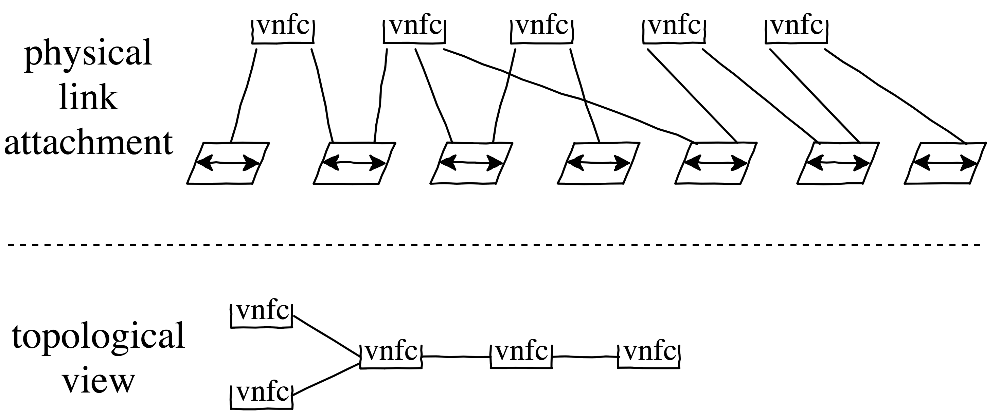 vnfc vnfc vnfc vnfc vnfc
physical
link
attachment
vnfc
vnfc vnfc vnfc
topological
view
vnfc